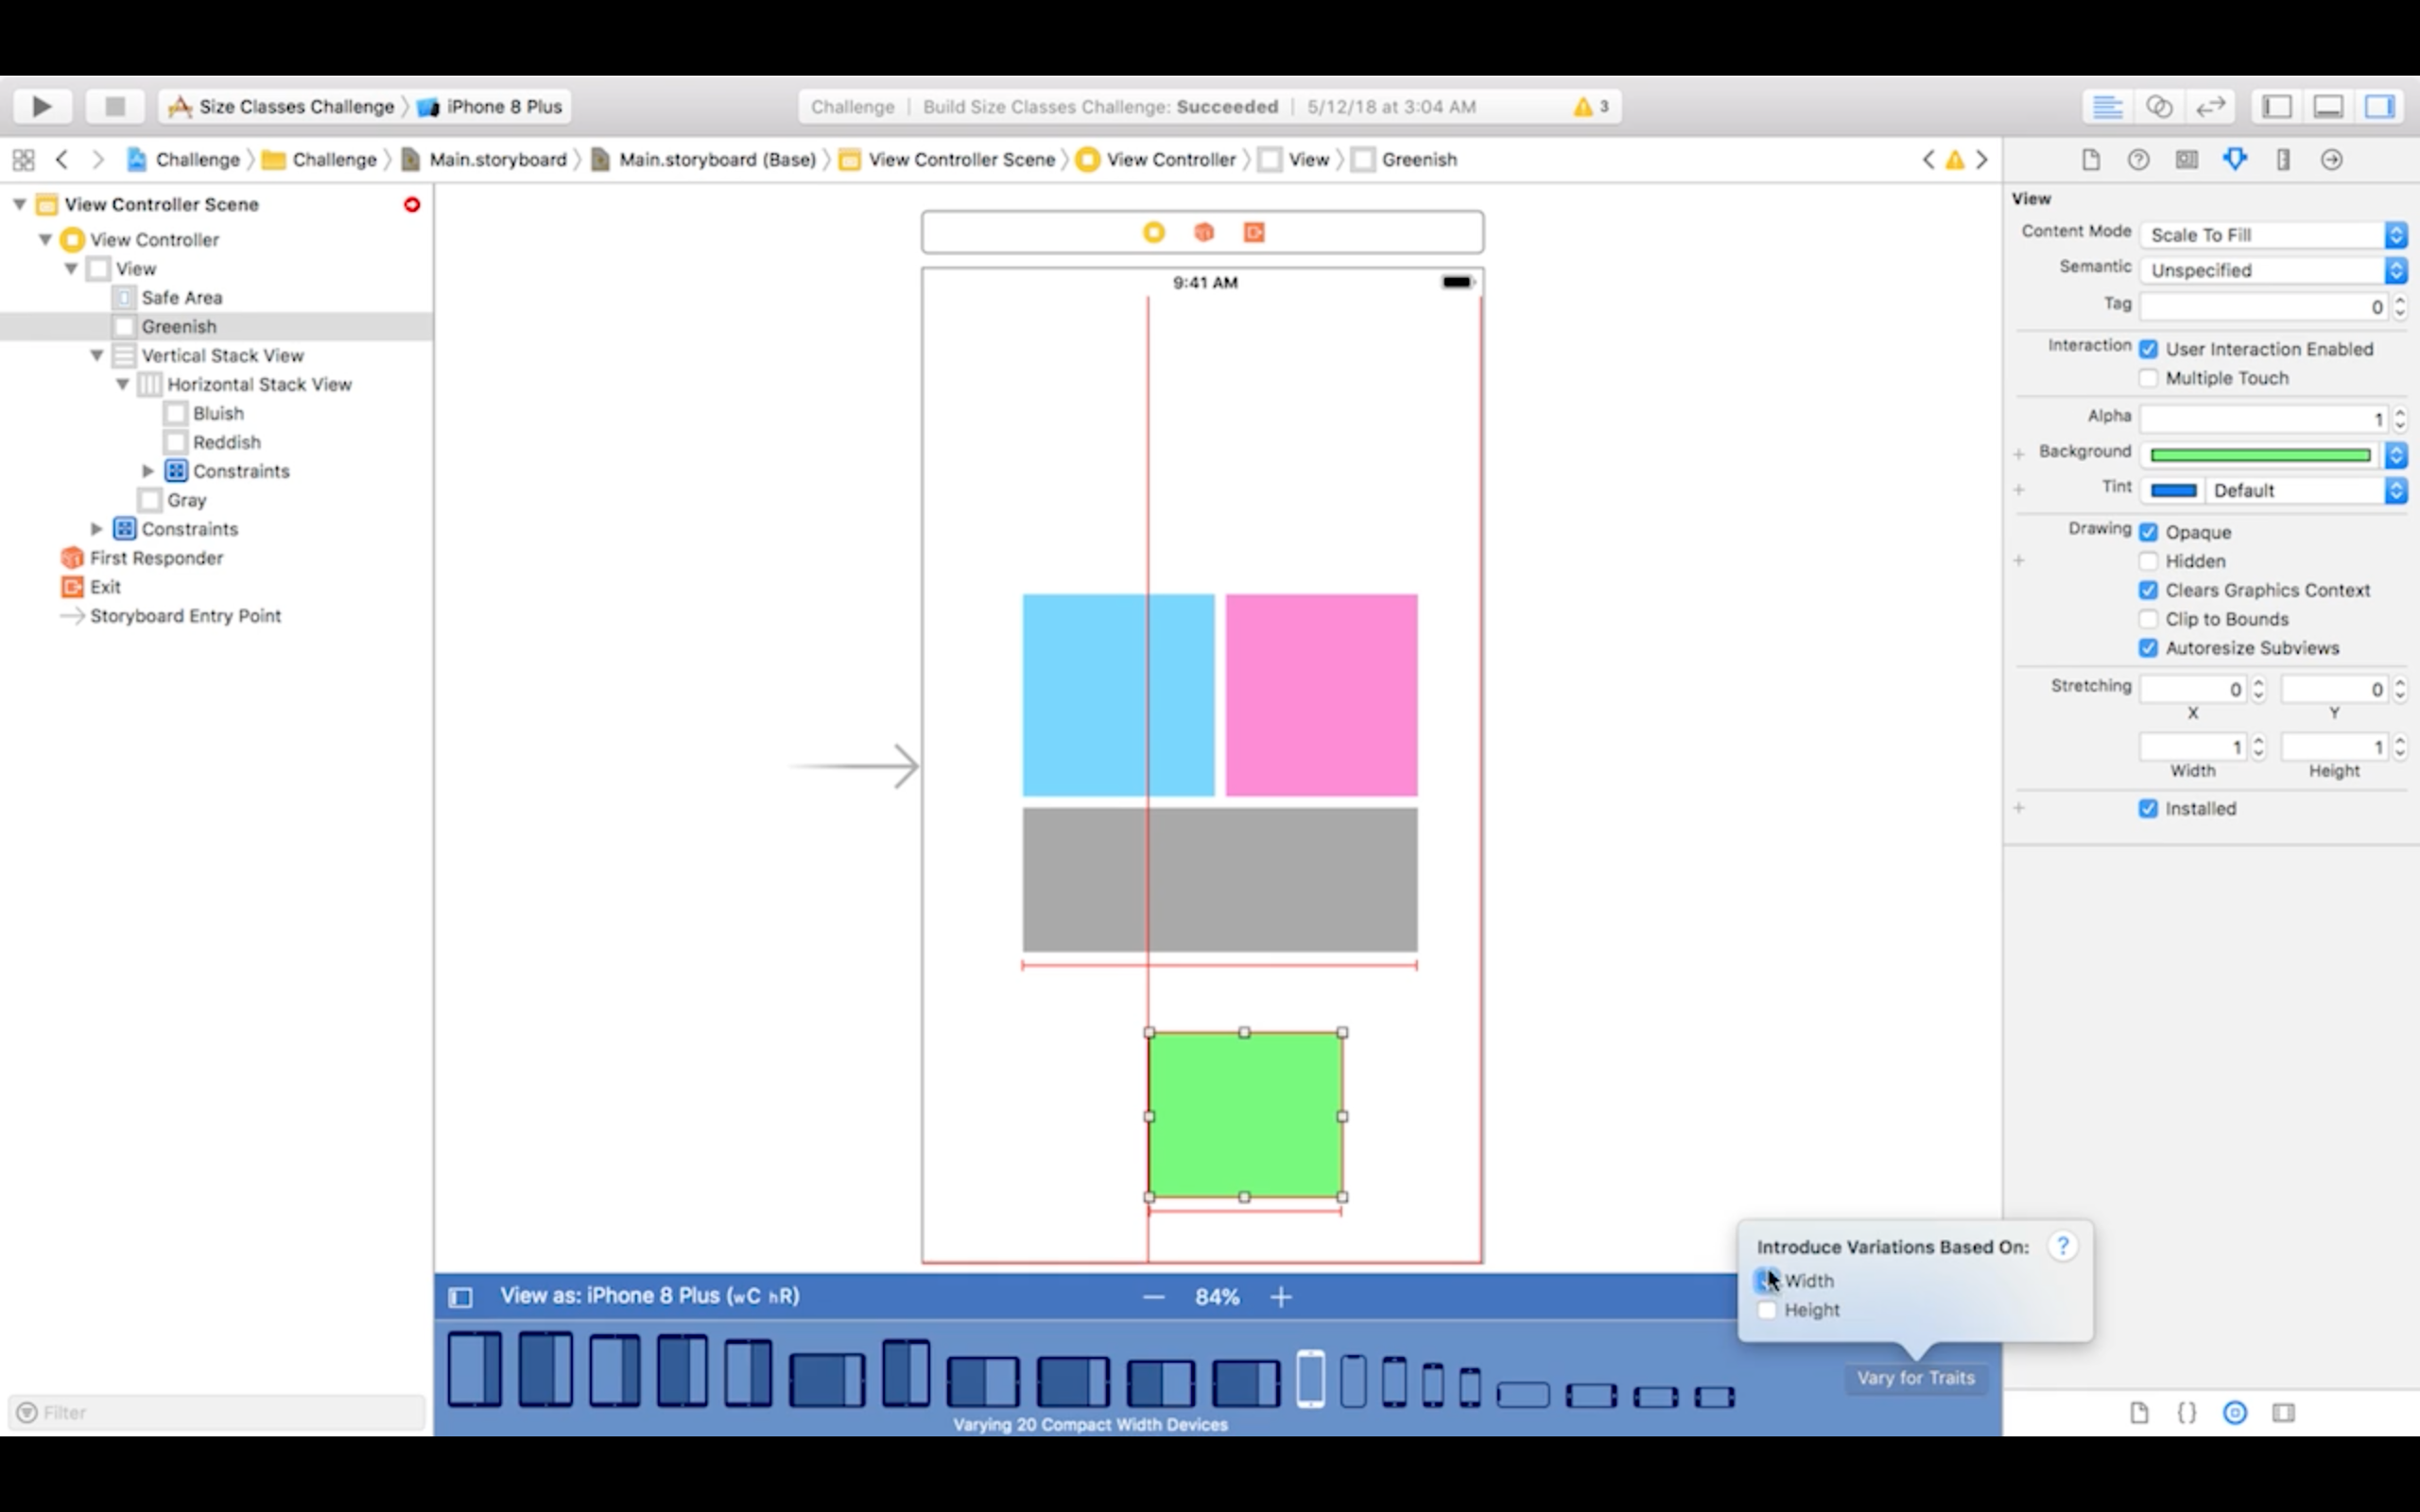 Size Classes Challenge 〉 iPhone 8 Plus
Challenge | Build Size Classes Challenge: Succeeded | 5/12/18 at 3:04 AM
3
Challenge 〉 Challenge 〉 Main.storyboard 〉 Main.storyboard (Base) 〉 View Controller Scene 〉 View Controller 〉 View 〉 Greenish
View Controller Scene
View Controller
View
Safe Area
Greenish
Vertical Stack View
Horizontal Stack View
Bluish
Reddish
Constraints
Gray
Constraints
First Responder
Exit
Storyboard Entry Point
Filter
9:41 AM
View as: iPhone 8 Plus (wC hR)
— 84% +
Varying 20 Compact Width Devices
Introduce Variations Based On: ?
Width
Height
Vary for Traits
View
Content Mode Scale To Fill
Semantic Unspecified
Tag 0
Interaction User Interaction Enabled
Multiple Touch
Alpha 1
+ Background
+ Tint Default
Drawing Opaque
+ Hidden
Clears Graphics Context
Clip to Bounds
Autoresize Subviews
Stretching 0 0
X Y
1 1
Width Height
+ Installed
{}